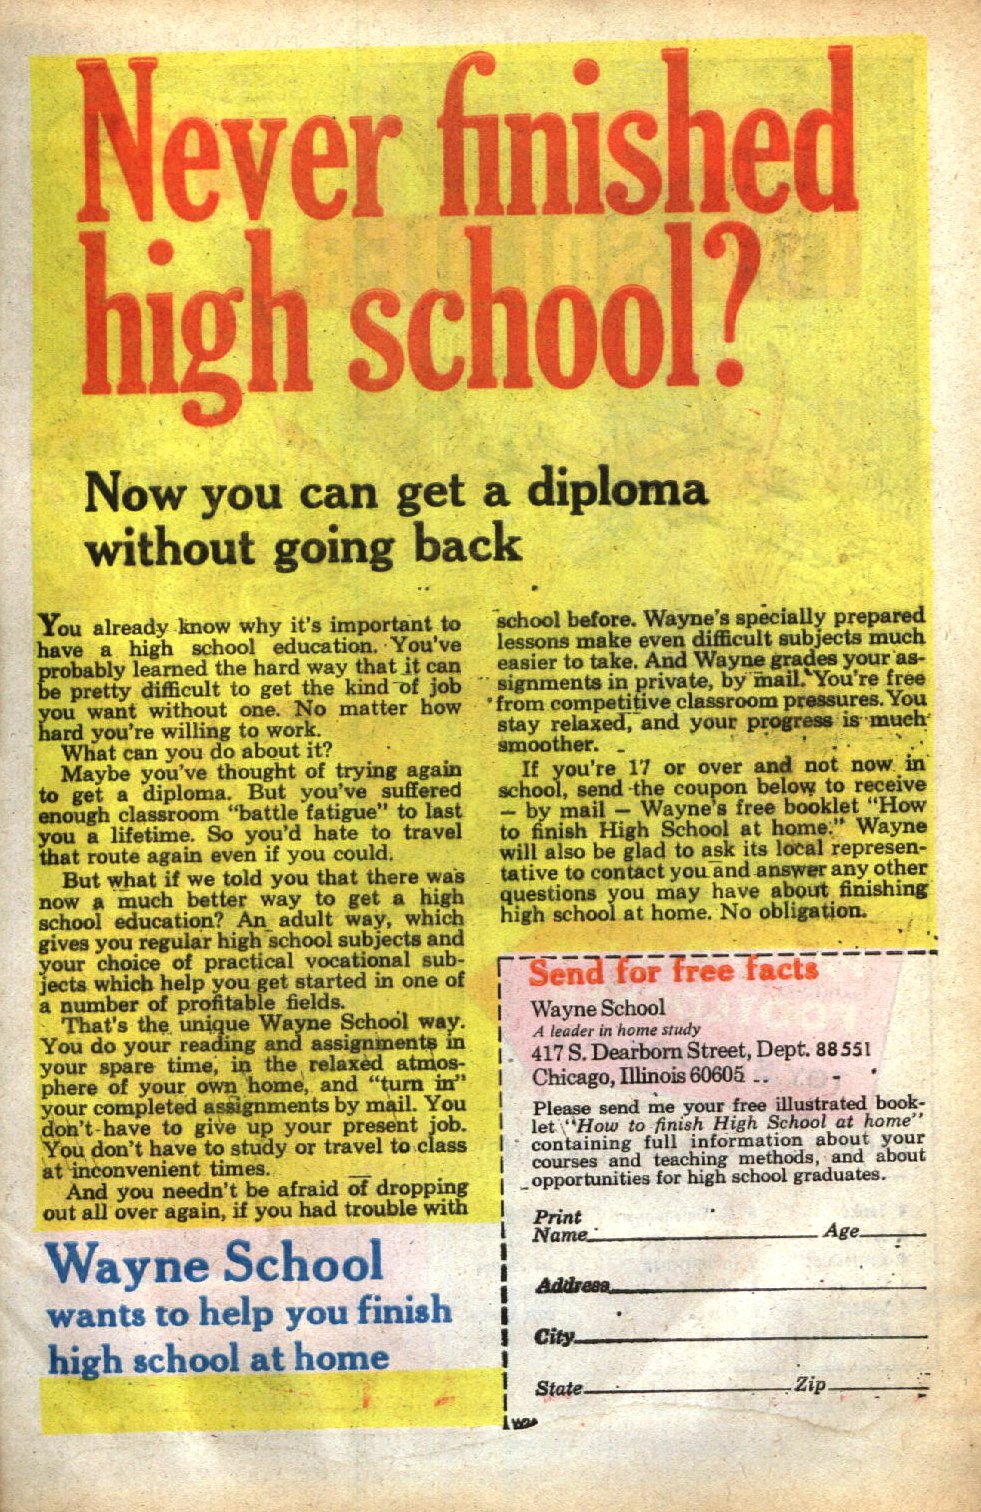 Never finished
high school?
Now you can get a diploma
without going back
You already know why it's important to
have a high school education. You've
probably learned the hard way that it can
be pretty difficult to get the kind of job
you want without one. No matter how
hard you're willing to work.
What can you do about it?
Maybe you've thought of trying again
to get a diploma. But you've suffered
enough classroom "battle fatigue" to last
you a lifetime. So you'd hate to travel
that route again even if you could.
But what if we told you that there was
now a much better way to get a high
school education? An adult way, which
gives you regular high school subjects and
your choice of practical vocational sub-
jects which help you get started in one of
a number of profitable fields.
That's the unique Wayne School way.
You do your reading and assignments in
your spare time, in the relaxed atmos-
phere of your own home, and "turn in"
your completed assignments by mail. You
don't have to give up your present job.
You don't have to study or travel to class
at inconvenient times.
And you needn't be afraid of dropping
out all over again, if you had trouble with
school before. Wayne's specially prepared
lessons make even difficult subjects much
easier to take. And Wayne grades your as-
signments in private, by mail. You're free
from competitive classroom pressures. You
stay relaxed, and your progress is much
smoother.
If you're 17 or over and not now in
school, send the coupon below to receive
— by mail — Wayne's free booklet "How
to finish High School at home." Wayne
will also be glad to ask its local represen-
tative to contact you and answer any other
questions you may have about finishing
high school at home. No obligation.
Wayne School
wants to help you finish
high school at home
Send for free facts
Wayne School
A leader in home study
417 S. Dearborn Street, Dept. 88551
Chicago, Illinois 60605
Please send me your free illustrated book-
let "How to finish High School at home"
containing full information about your
courses and teaching methods, and about
opportunities for high school graduates.
Print
Name Age
Address
City
State Zip